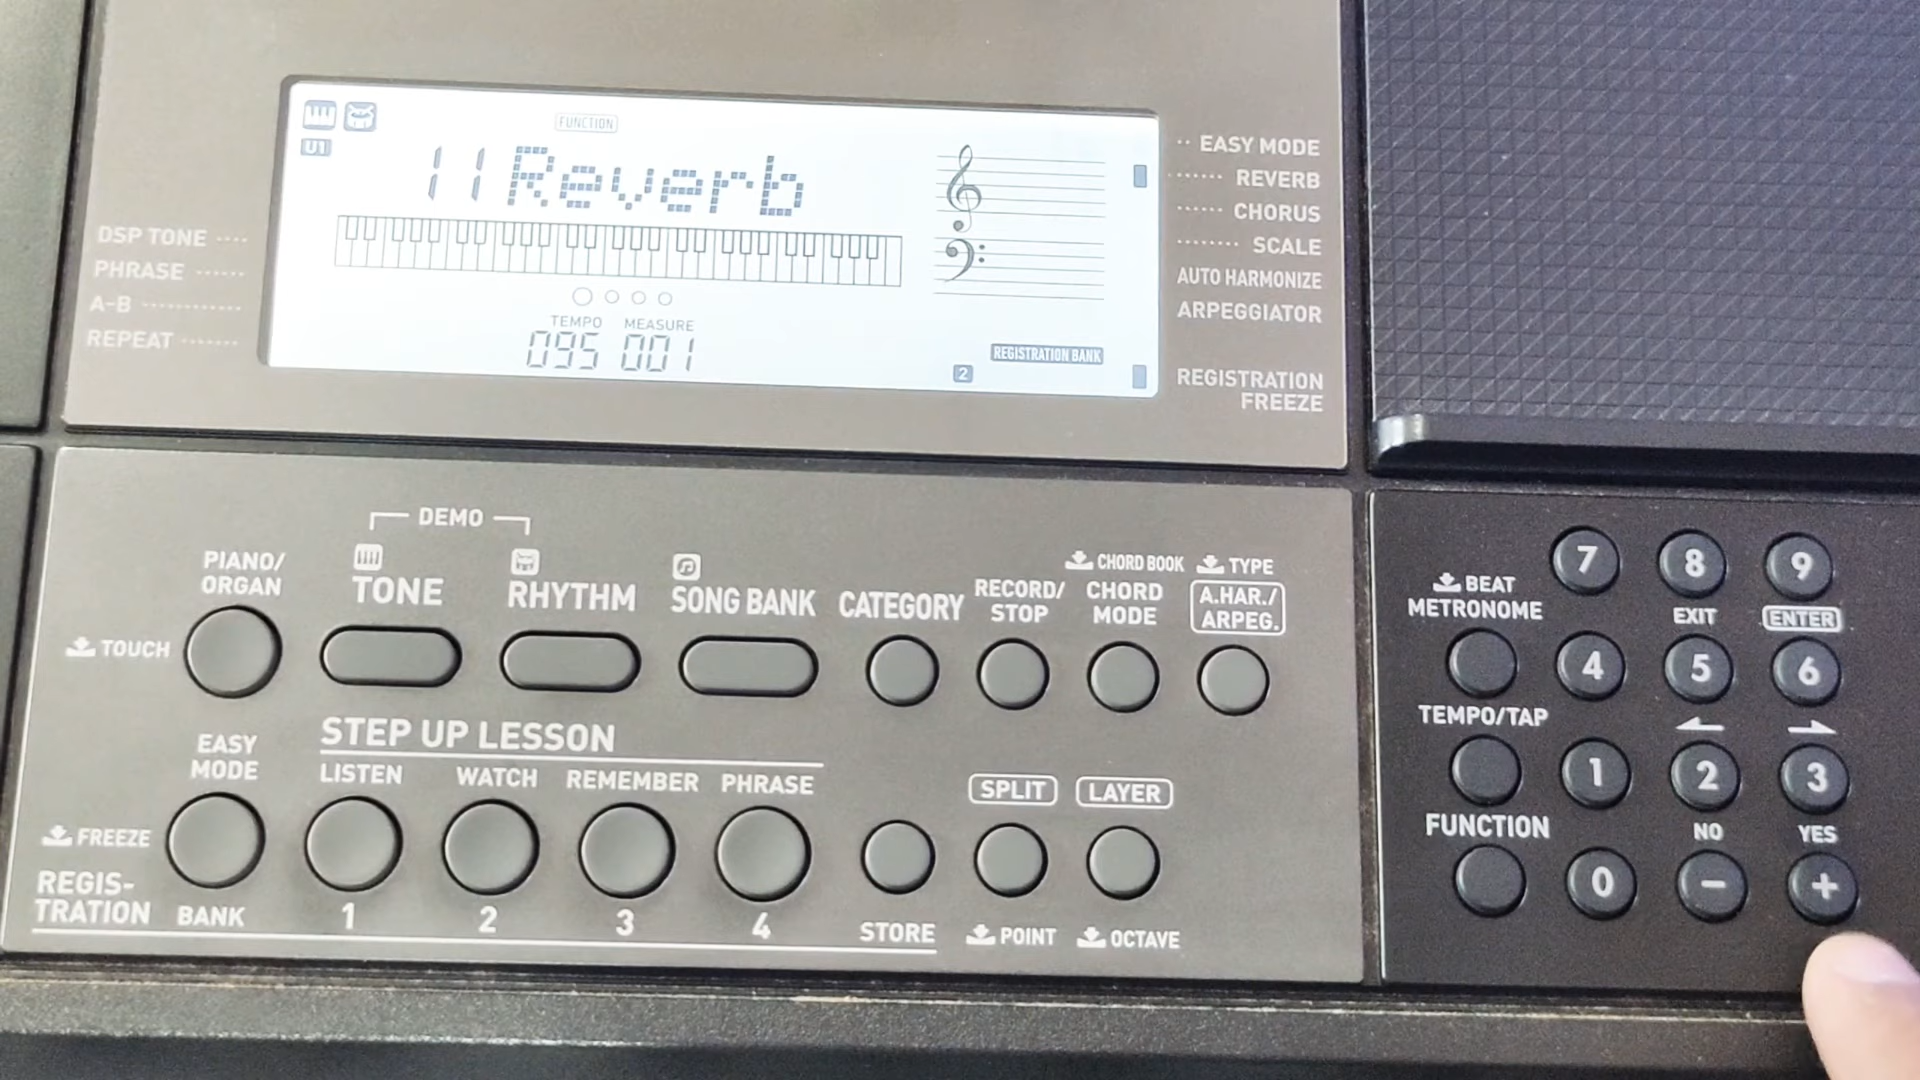 FUNCTION
U1
11 Reverb
TEMPO MEASURE
095 001
REGISTRATION BANK
2
DSP TONE
PHRASE
A-B
REPEAT
EASY MODE
REVERB
CHORUS
SCALE
AUTO HARMONIZE
ARPEGGIATOR
REGISTRATION
FREEZE
DEMO
PIANO/
ORGAN
TONE
RHYTHM
SONG BANK
CATEGORY
RECORD/
STOP
CHORD BOOK
CHORD
MODE
TYPE
A.HAR./
ARPEG.
TOUCH
STEP UP LESSON
EASY
MODE
LISTEN
WATCH
REMEMBER
PHRASE
SPLIT
LAYER
FREEZE
REGIS-
TRATION
BANK
1
2
3
4
STORE
POINT
OCTAVE
7
8
9
BEAT
METRONOME
EXIT
ENTER
4
5
6
TEMPO/TAP
1
2
3
FUNCTION
NO
YES
0
-
+